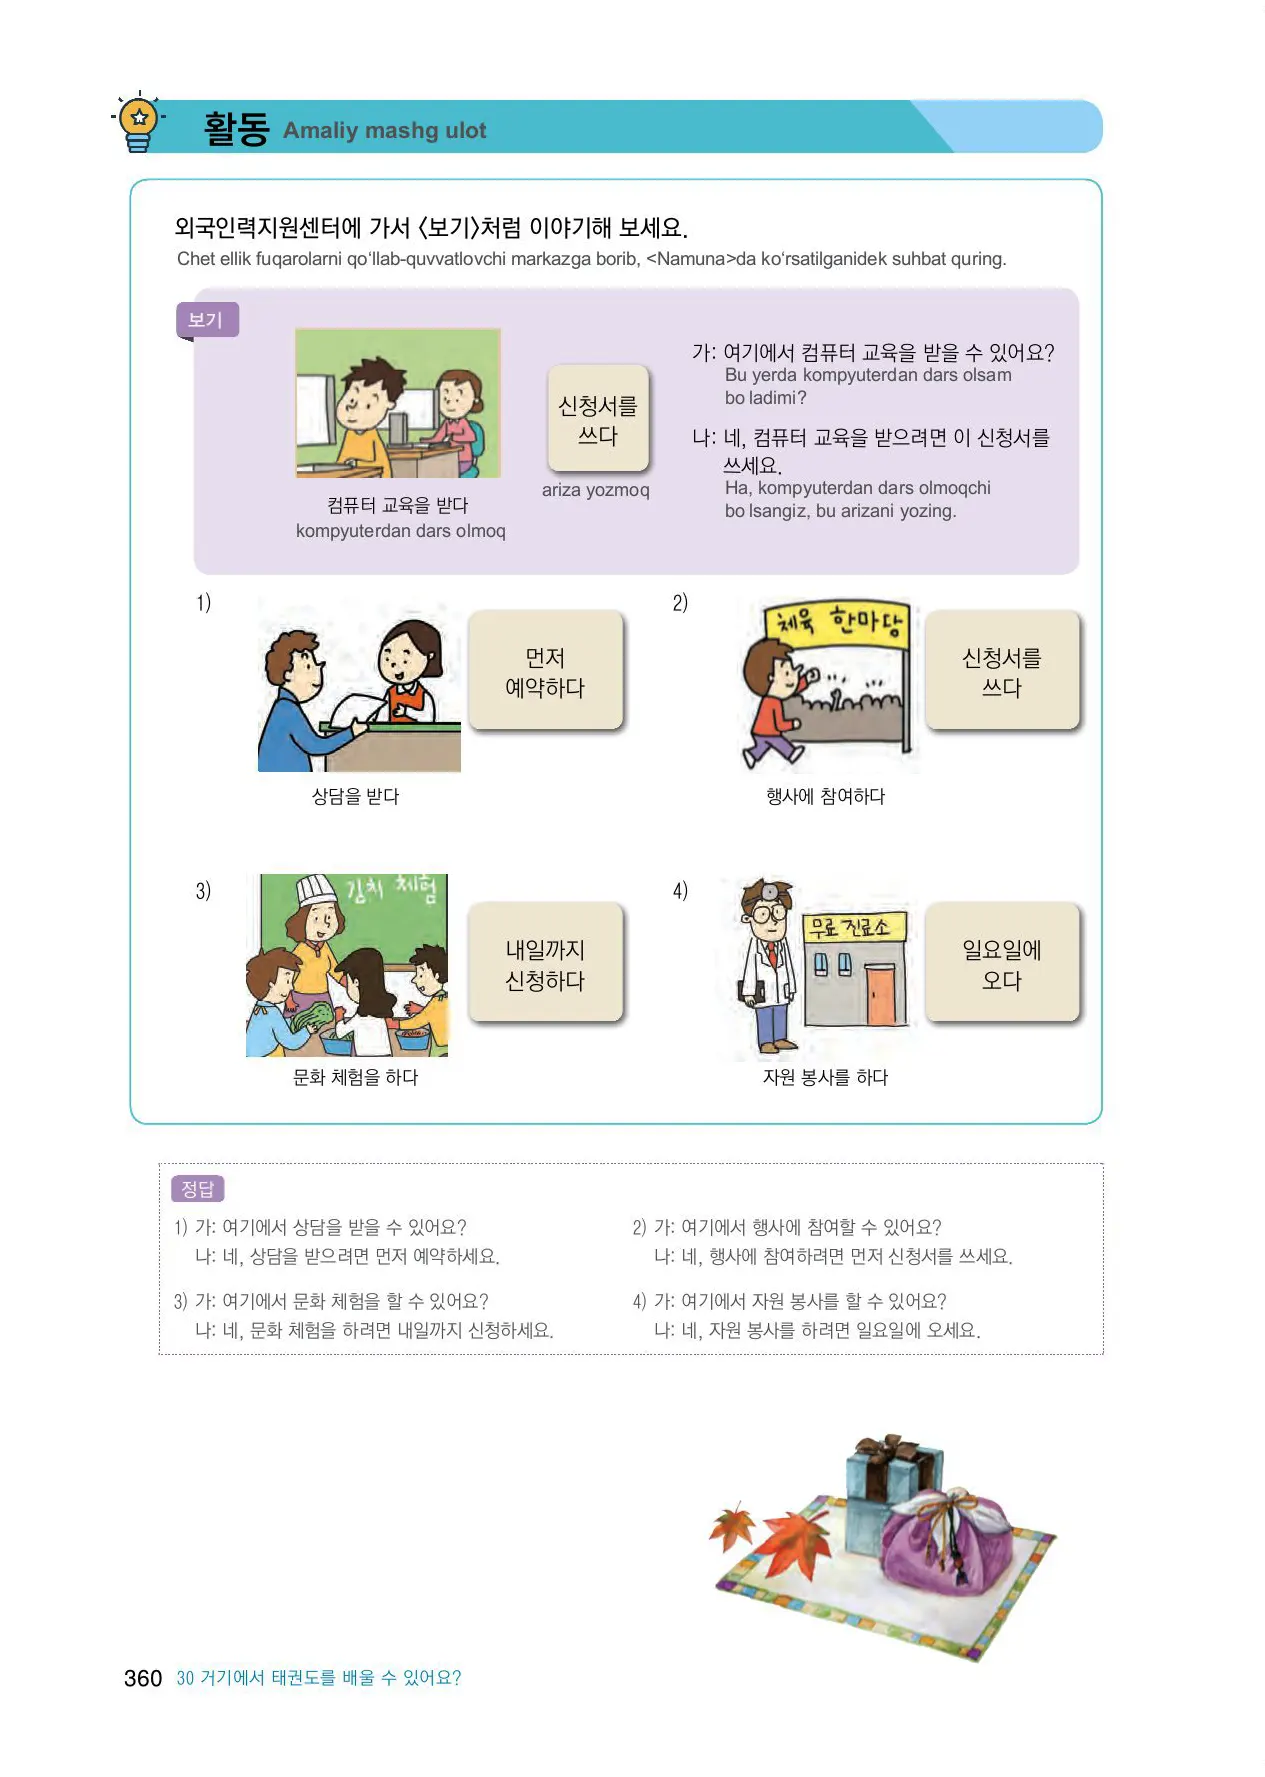 활동 Amaliy mashg ulot
외국인력지원센터에 가서 <보기>처럼 이야기해 보세요.
Chet ellik fuqarolarni qo‘llab-quvvatlovchi markazga borib, <Namuna>da ko‘rsatilganidek suhbat quring.
보기
컴퓨터 교육을 받다
kompyuterdan dars olmoq
신청서를
쓰다
ariza yozmoq
가: 여기에서 컴퓨터 교육을 받을 수 있어요?
Bu yerda kompyuterdan dars olsam
bo ladimi?
나: 네, 컴퓨터 교육을 받으려면 이 신청서를
쓰세요.
Ha, kompyuterdan dars olmoqchi
bo lsangiz, bu arizani yozing.
1)
먼저
예약하다
상담을 받다
2)
체육 한마당
신청서를
쓰다
행사에 참여하다
3)
김치 체험
내일까지
신청하다
문화 체험을 하다
4)
무료 진료소
일요일에
오다
자원 봉사를 하다
정답
1) 가: 여기에서 상담을 받을 수 있어요?
나: 네, 상담을 받으려면 먼저 예약하세요.
2) 가: 여기에서 행사에 참여할 수 있어요?
나: 네, 행사에 참여하려면 먼저 신청서를 쓰세요.
3) 가: 여기에서 문화 체험을 할 수 있어요?
나: 네, 문화 체험을 하려면 내일까지 신청하세요.
4) 가: 여기에서 자원 봉사를 할 수 있어요?
나: 네, 자원 봉사를 하려면 일요일에 오세요.
360 30 거기에서 태권도를 배울 수 있어요?